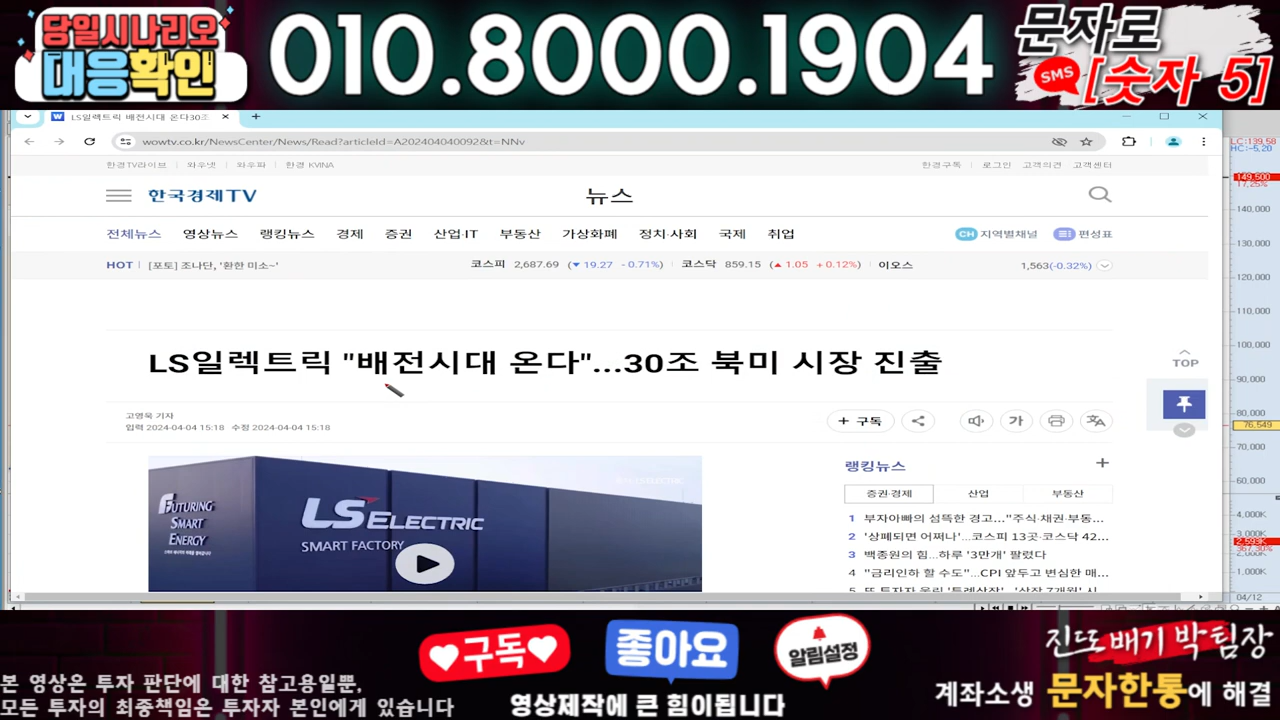 당일시나리오
대응확인
010.8000.1904
문자로
SMS
[숫자 5]
LS일렉트릭 배전시대 온다30조
wowtv.co.kr/NewsCenter/News/Read?articleId=A202404040092&t=NNv
한경TV라이브 와우넷 와우파 한경 KVINA
한경구독 로그인 고객의견 고객센터
한국경제TV
뉴스
전체뉴스 영상뉴스 랭킹뉴스 경제 증권 산업·IT 부동산 가상화폐 정치·사회 국제 취업
CH 지역별채널 편성표
HOT [포토] 조나단, '환한 미소~'
코스피 2,687.69 (▼ 19.27 - 0.71%) 코스닥 859.15 (▲ 1.05 + 0.12%) 이오스 1,563(-0.32%)
LS일렉트릭 "배전시대 온다"...30조 북미 시장 진출
TOP
고영욱 기자
입력 2024-04-04 15:18 수정 2024-04-04 15:18
+ 구독
가
FUTURING
SMART
ENERGY
LS ELECTRIC
SMART FACTORY
랭킹뉴스
증권·경제 산업 부동산
1 부자아빠의 섬뜩한 경고..."주식·채권·부동...
2 '상폐되면 어쩌나'...코스피 13곳·코스닥 42...
3 백종원의 힘...하루 '3만개' 팔렸다
4 "금리인하 할 수도"...CPI 앞두고 변심한 매...
LC:139,58
HC:-5,20
149,500
17,25%
140,000
130,000
120,000
110,000
100,000
90,000
80,000
76,549
70,000
60,000
4,000K
3,000K
2,593K
367,30%
2,000K
1,000K
04/12
구독
좋아요
알림설정
영상제작에 큰 힘이됩니다
본 영상은 투자 판단에 대한 참고용일뿐,
모든 투자의 최종책임은 투자자 본인에게 있습니다
진또배기 박팀장
계좌소생 문자한통에 해결